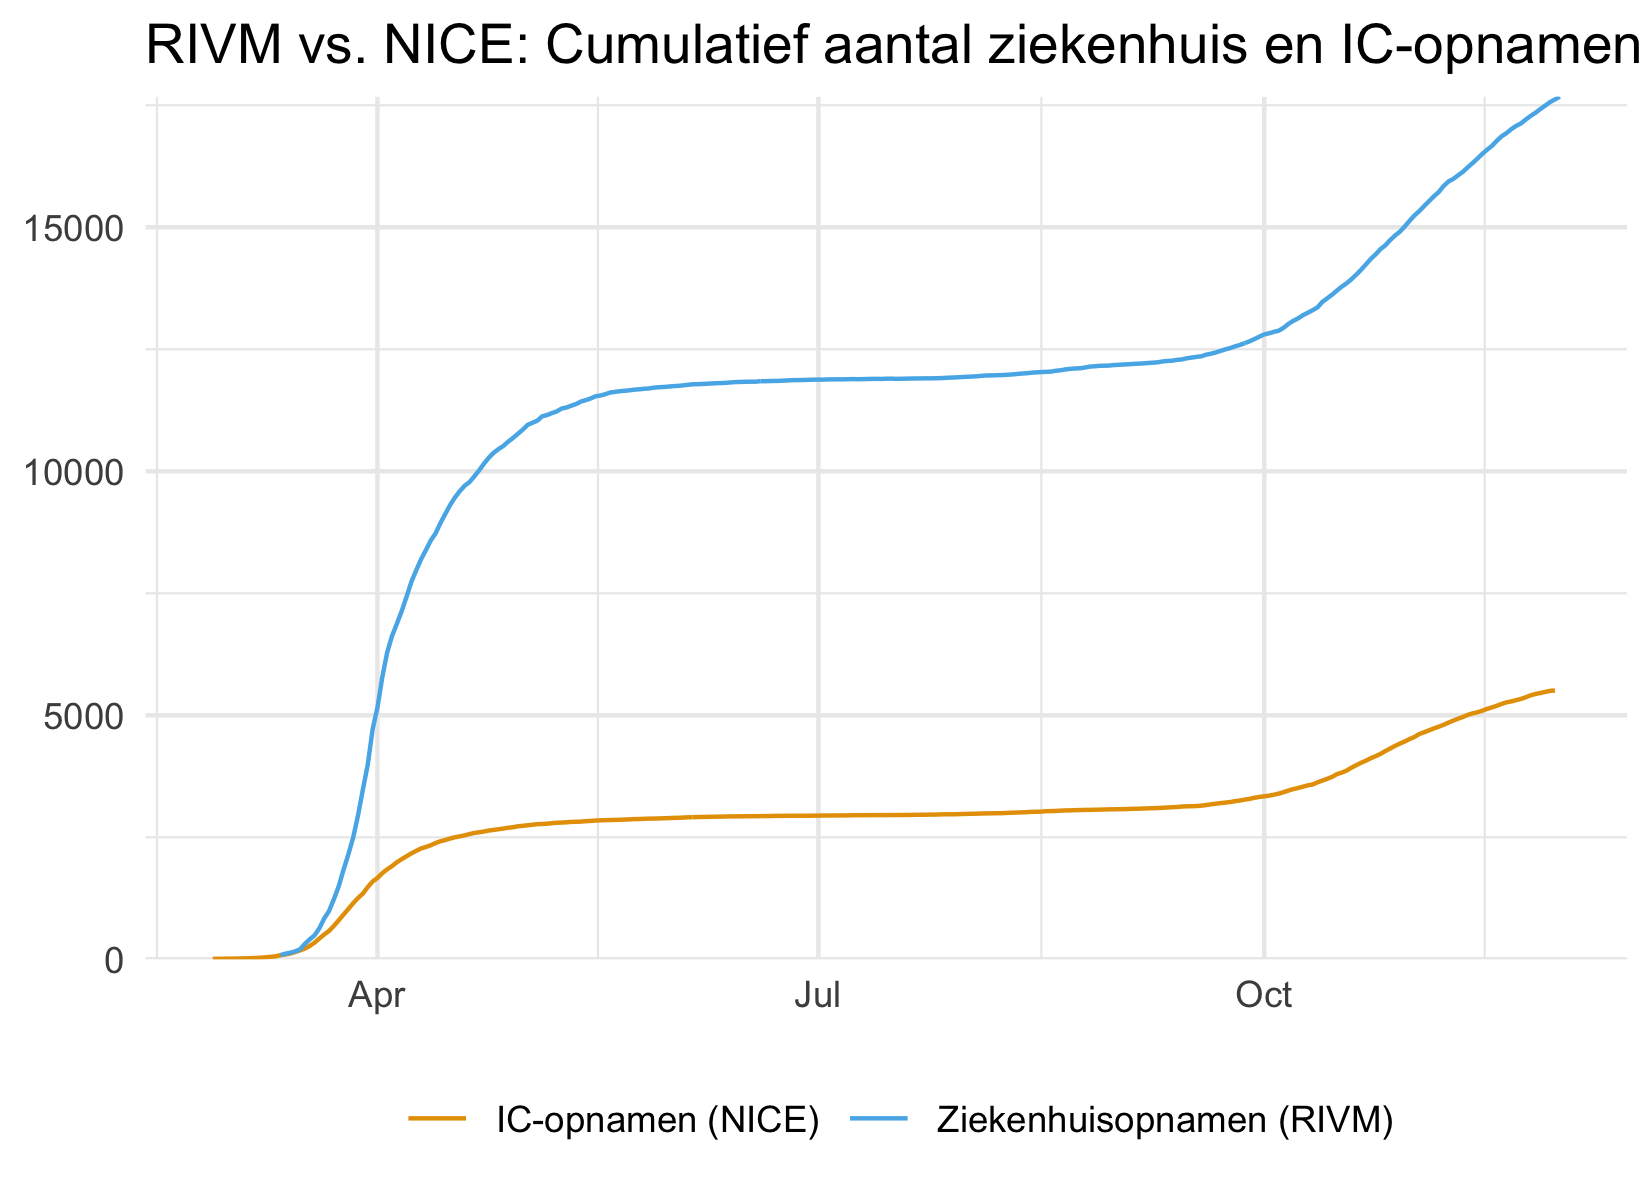 RIVM vs. NICE: Cumulatief aantal ziekenhuis en IC-opnamen
15000
10000
5000
0
Apr Jul Oct
IC-opnamen (NICE) Ziekenhuisopnamen (RIVM)